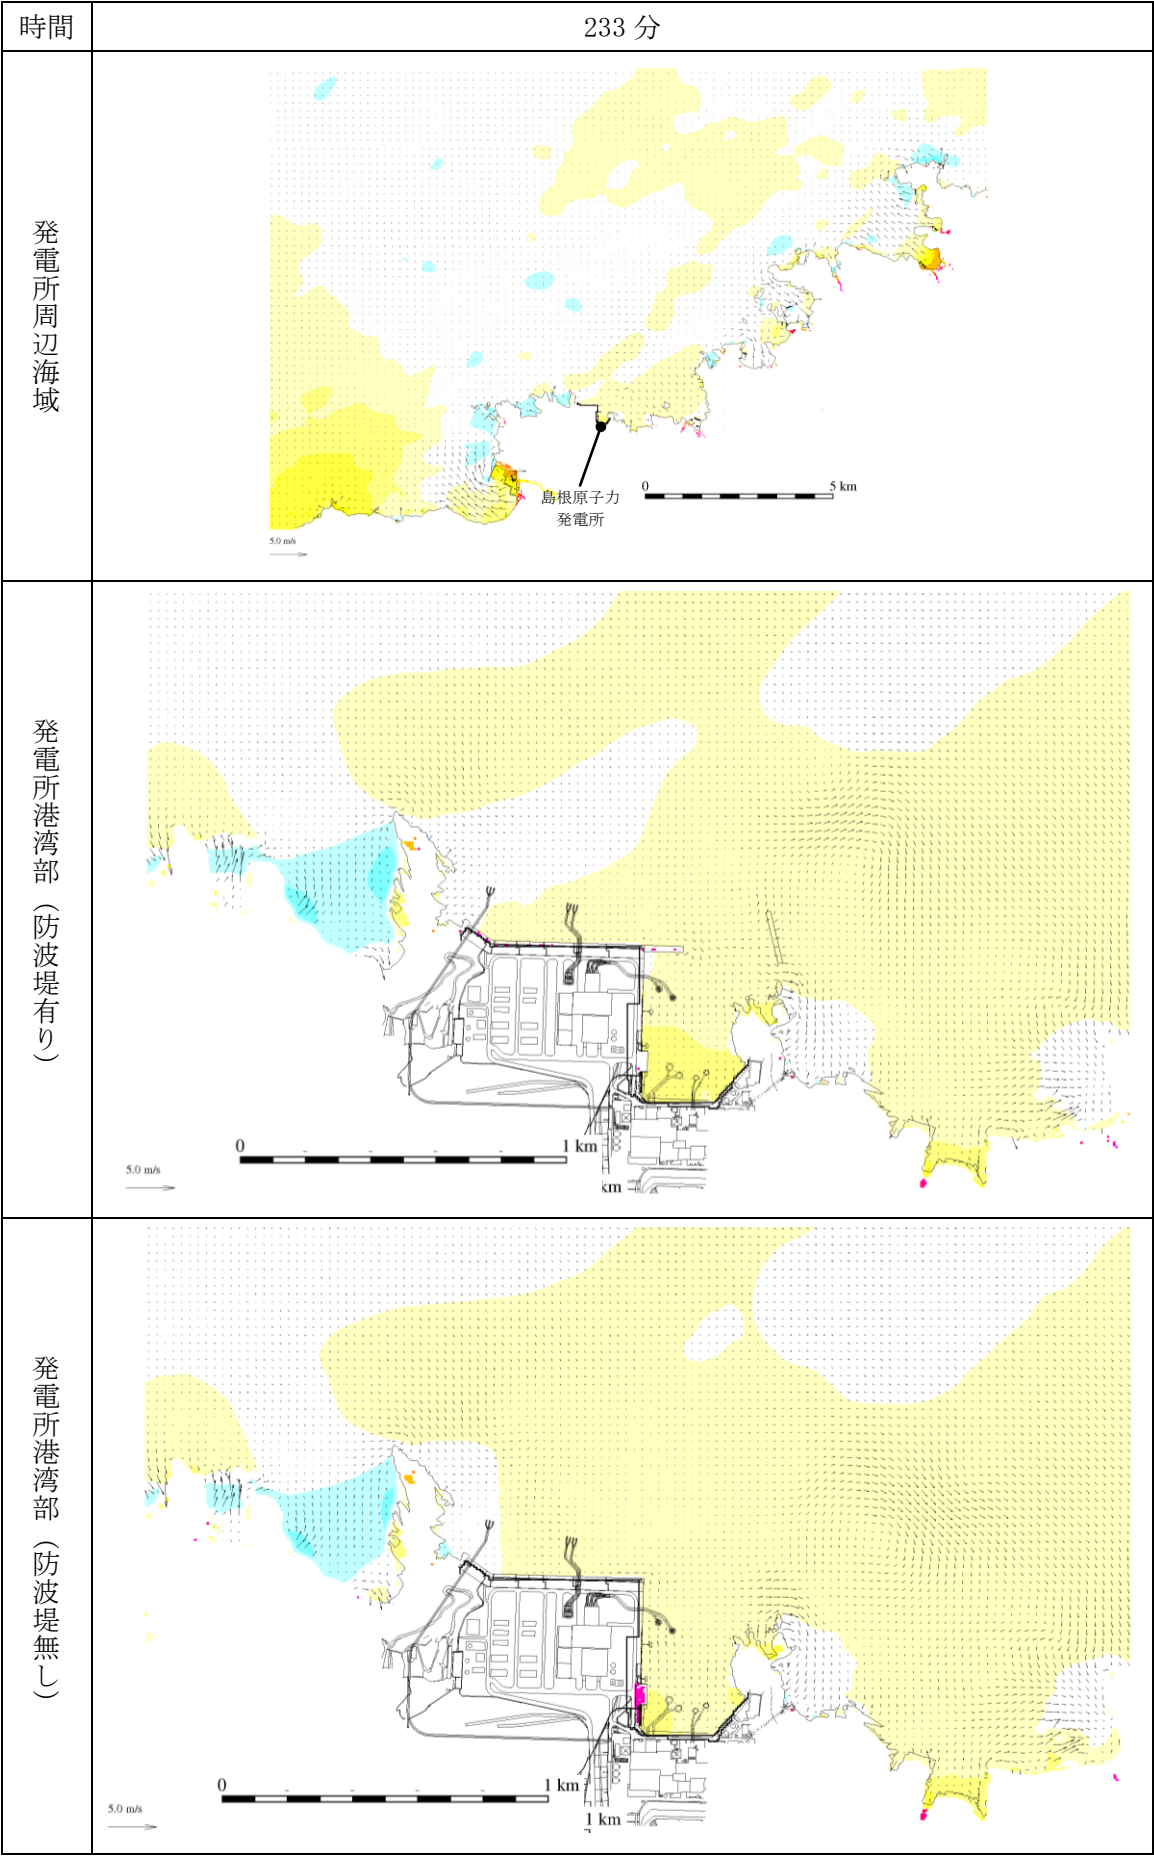 時間
233 分
発電所周辺海域
島根原子力
発電所
0
5 km
5.0 m/s
発電所港湾部（防波堤有り）
0
1 km
5.0 m/s
km
発電所港湾部（防波堤無し）
0
1 km
5.0 m/s
1 km